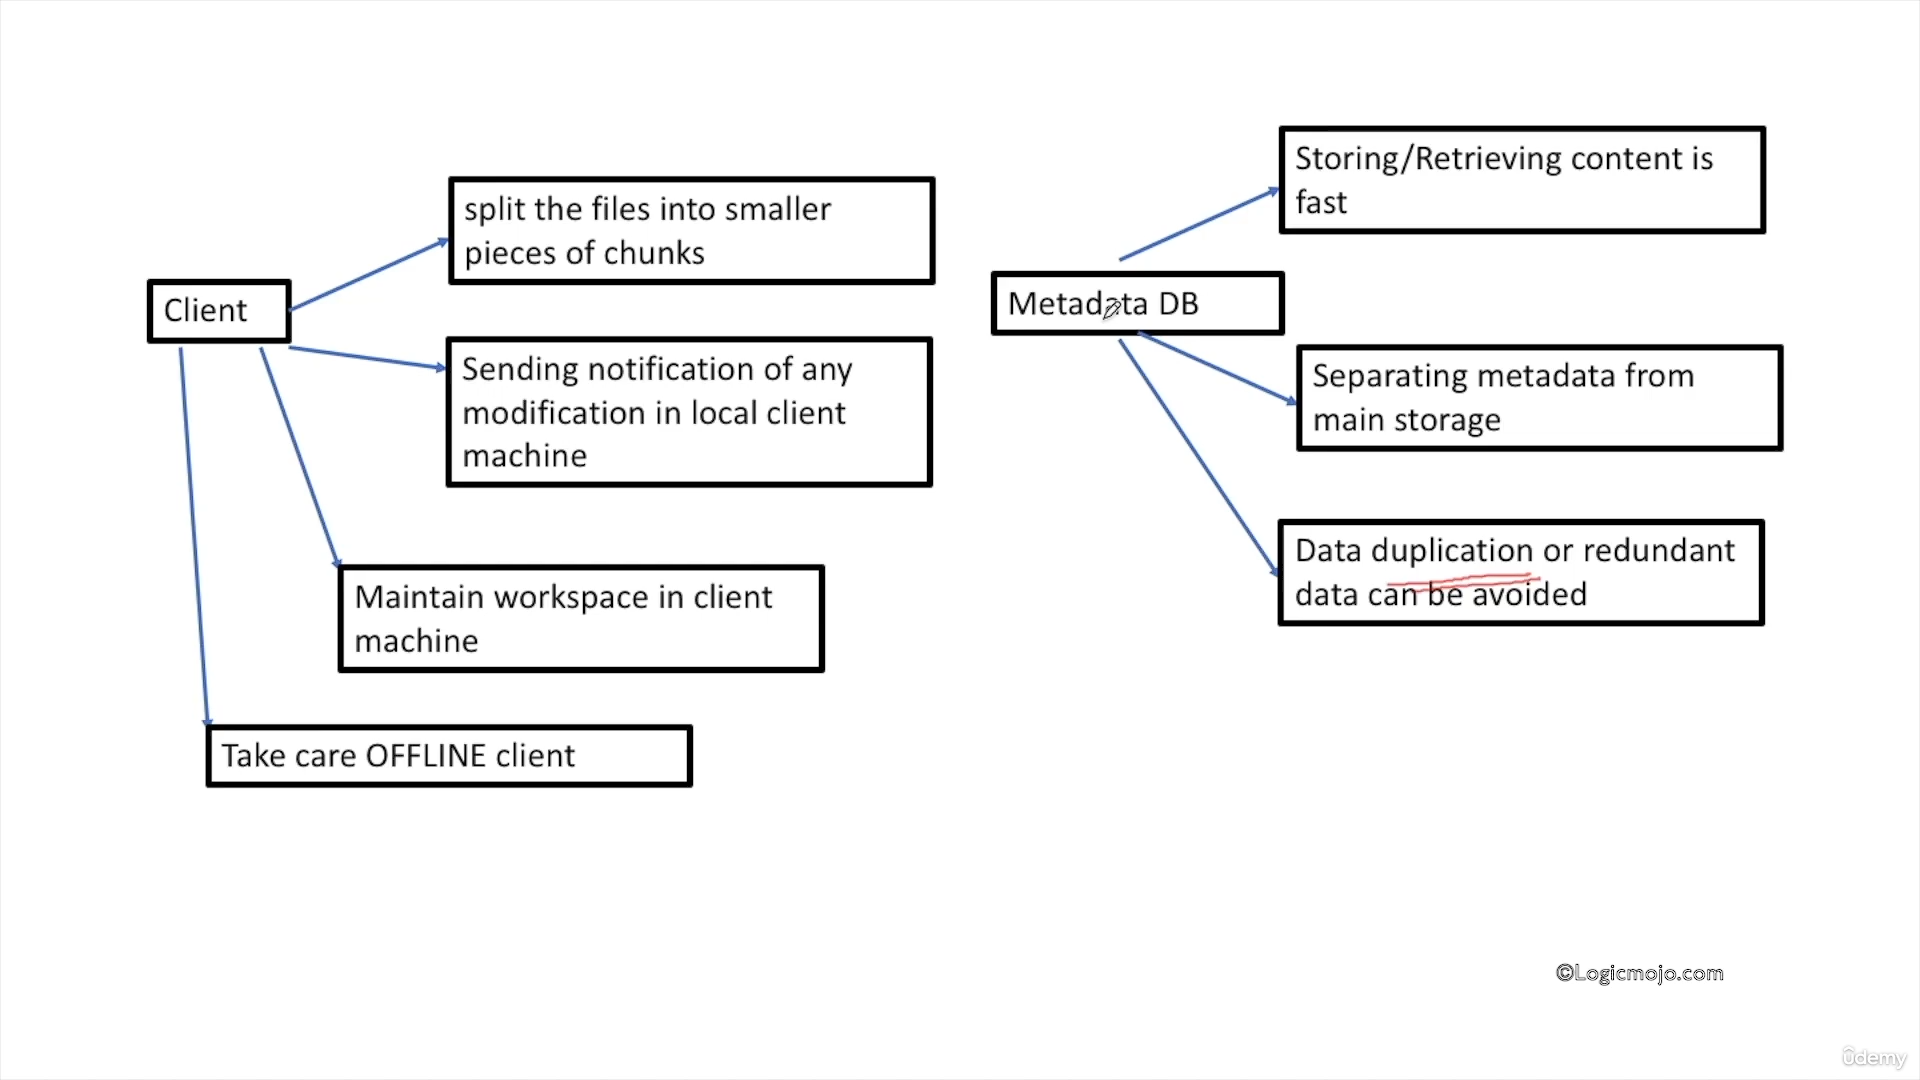 Client
split the files into smaller
pieces of chunks
Sending notification of any
modification in local client
machine
Maintain workspace in client
machine
Take care OFFLINE client
Metadata DB
Storing/Retrieving content is
fast
Separating metadata from
main storage
Data duplication or redundant
data can be avoided
©Logicmojo.com
ûdemy